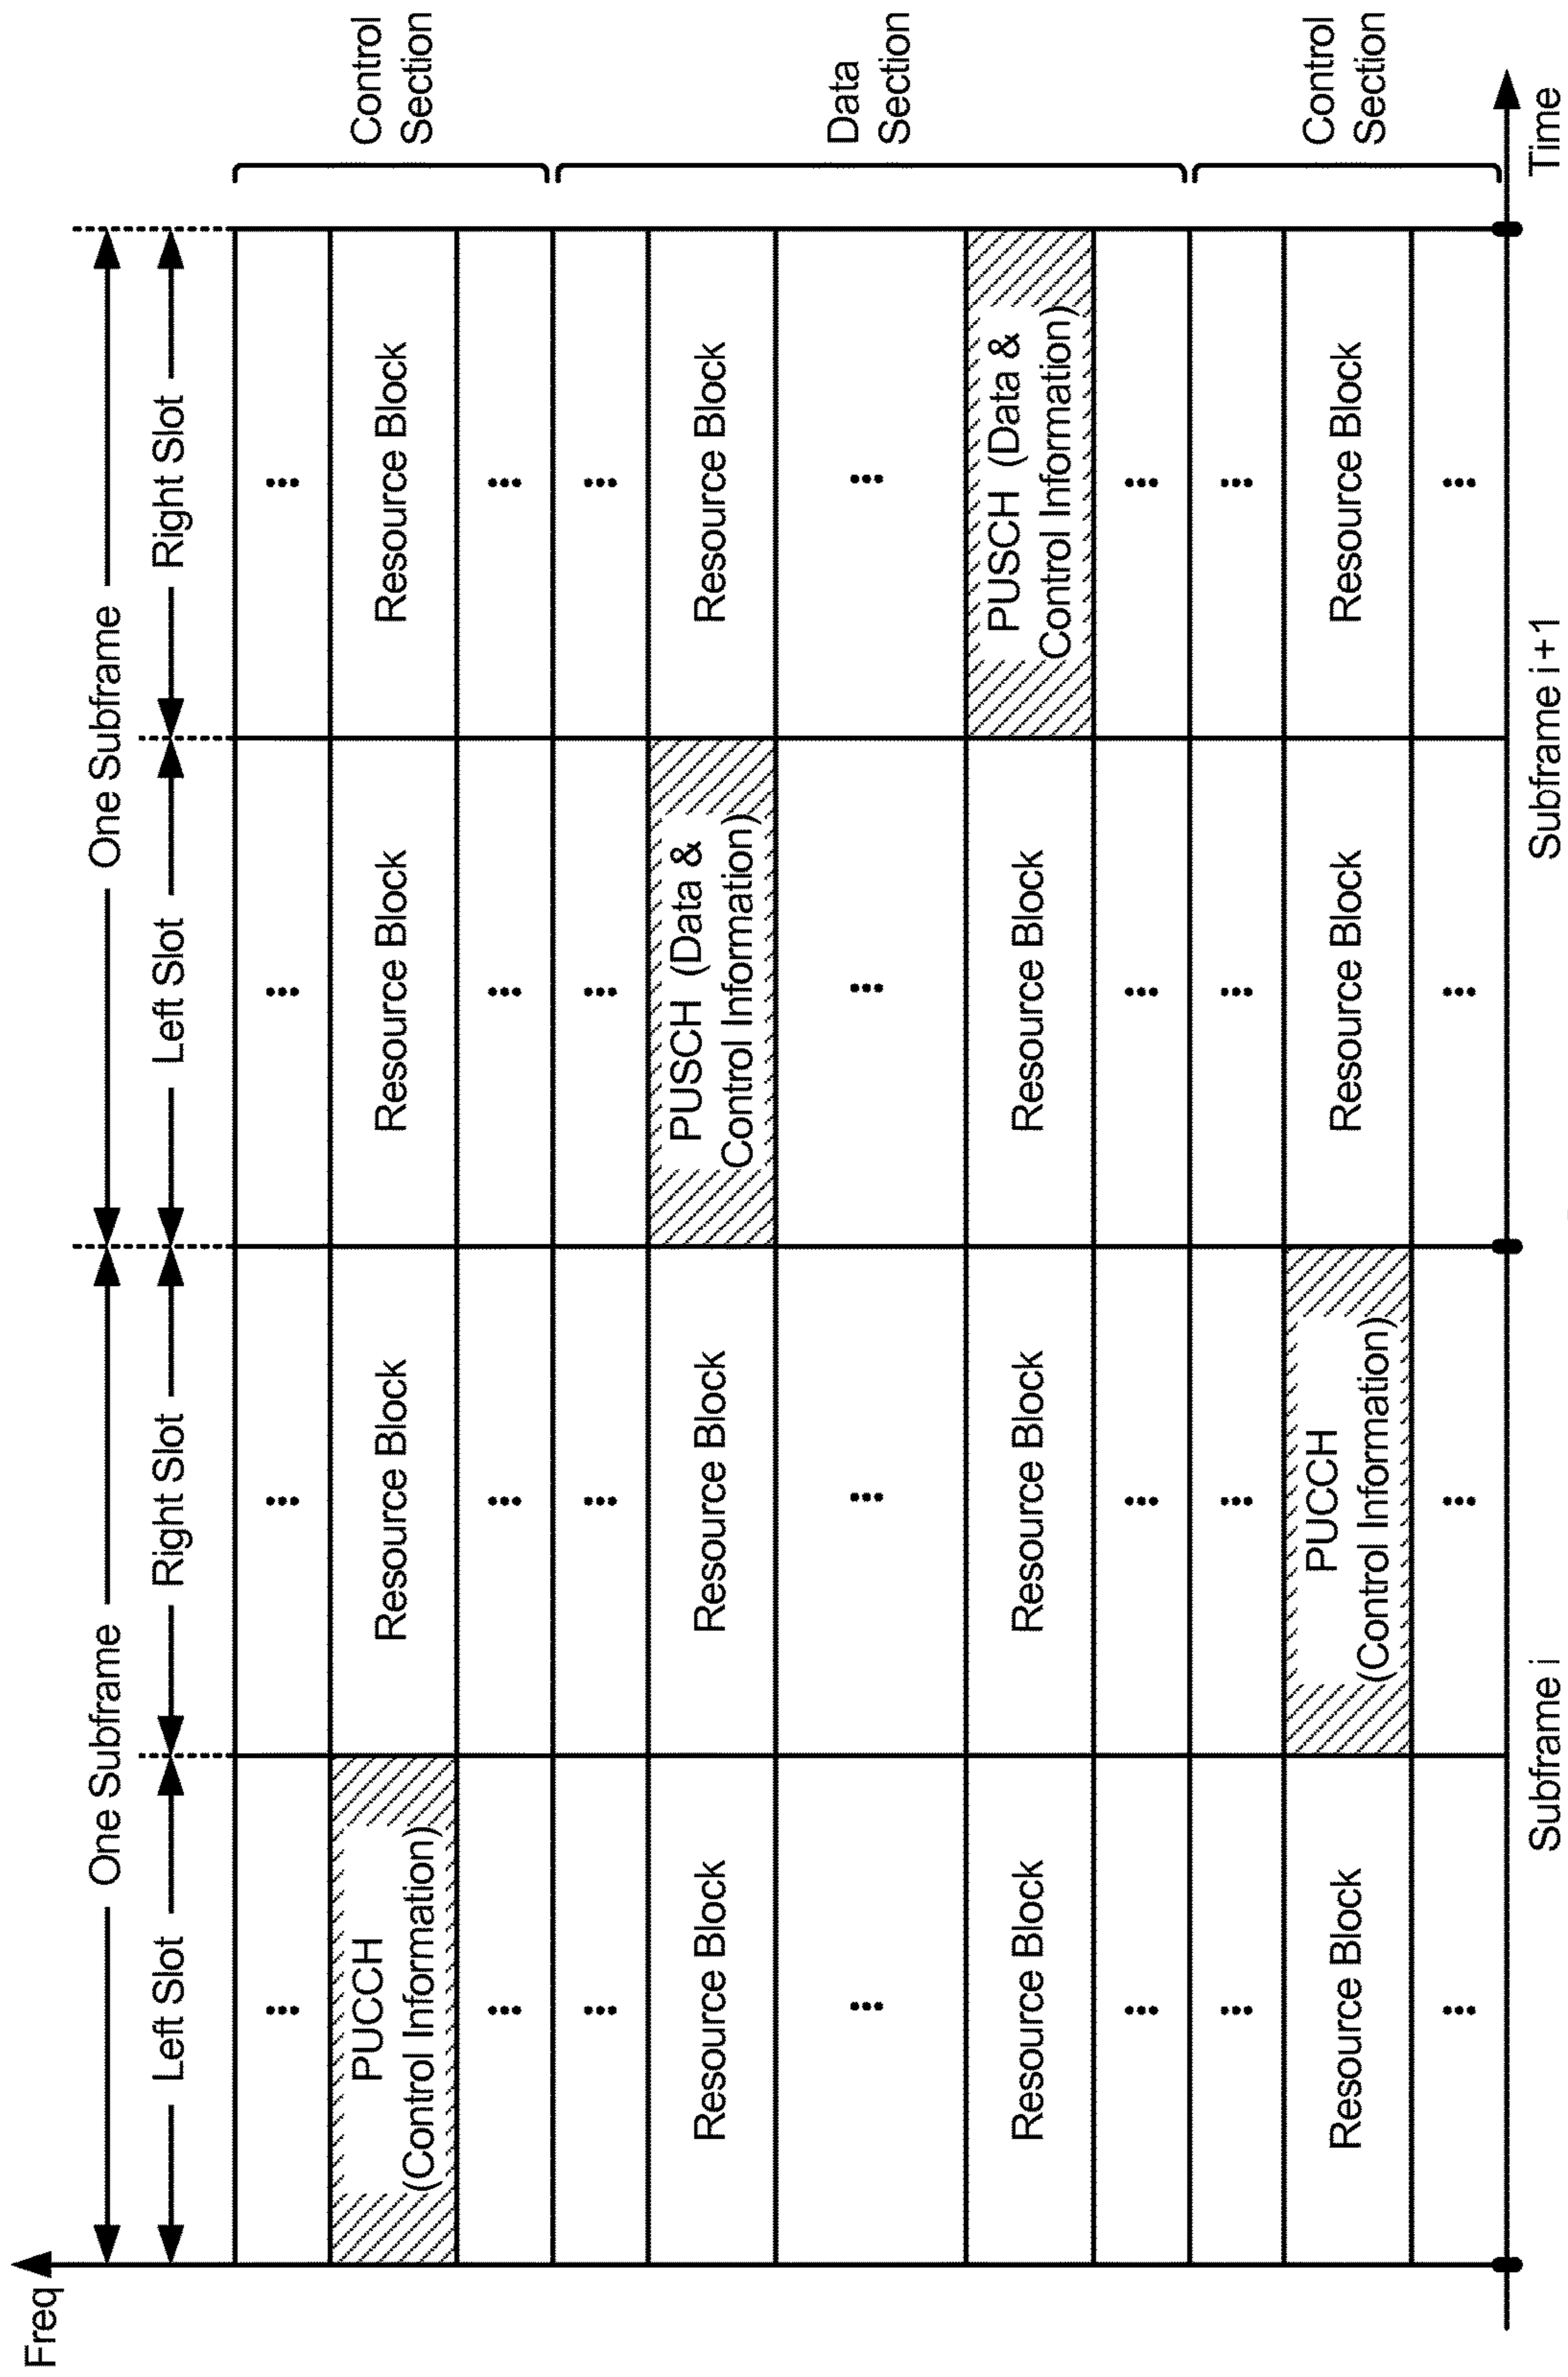 Freq
One Subframe
One Subframe
Left Slot
Right Slot
Left Slot
Right Slot
...
...
...
...
PUCCH
(Control Information)
Resource Block
Resource Block
Resource Block
Control
Section
...
...
...
...
...
...
...
...
Resource Block
Resource Block
PUSCH (Data &
Control Information)
Resource Block
...
...
...
...
Data
Section
Resource Block
Resource Block
Resource Block
PUSCH (Data &
Control Information)
...
...
...
...
...
...
...
...
Resource Block
PUCCH
(Control Information)
Resource Block
Resource Block
Control
Section
...
...
...
...
Subframe i
Subframe i+1
Time